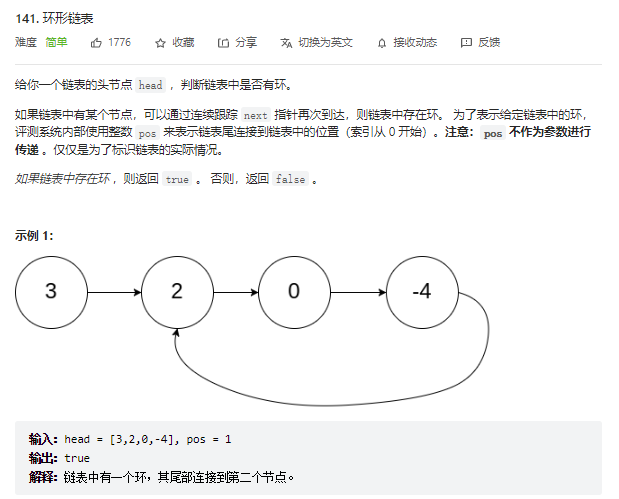 141. 环形链表
难度 简单 1776 收藏 分享 切换为英文 接收动态 反馈
给你一个链表的头节点 head ，判断链表中是否有环。
如果链表中有某个节点，可以通过连续跟踪 next 指针再次到达，则链表中存在环。 为了表示给定链表中的环，
评测系统内部使用整数 pos 来表示链表尾连接到链表中的位置（索引从 0 开始）。注意：pos 不作为参数进行
传递 。仅仅是为了标识链表的实际情况。
如果链表中存在环 ，则返回 true 。 否则，返回 false 。
示例 1：
3 2 0 -4
输入：head = [3,2,0,-4], pos = 1
输出：true
解释：链表中有一个环，其尾部连接到第二个节点。